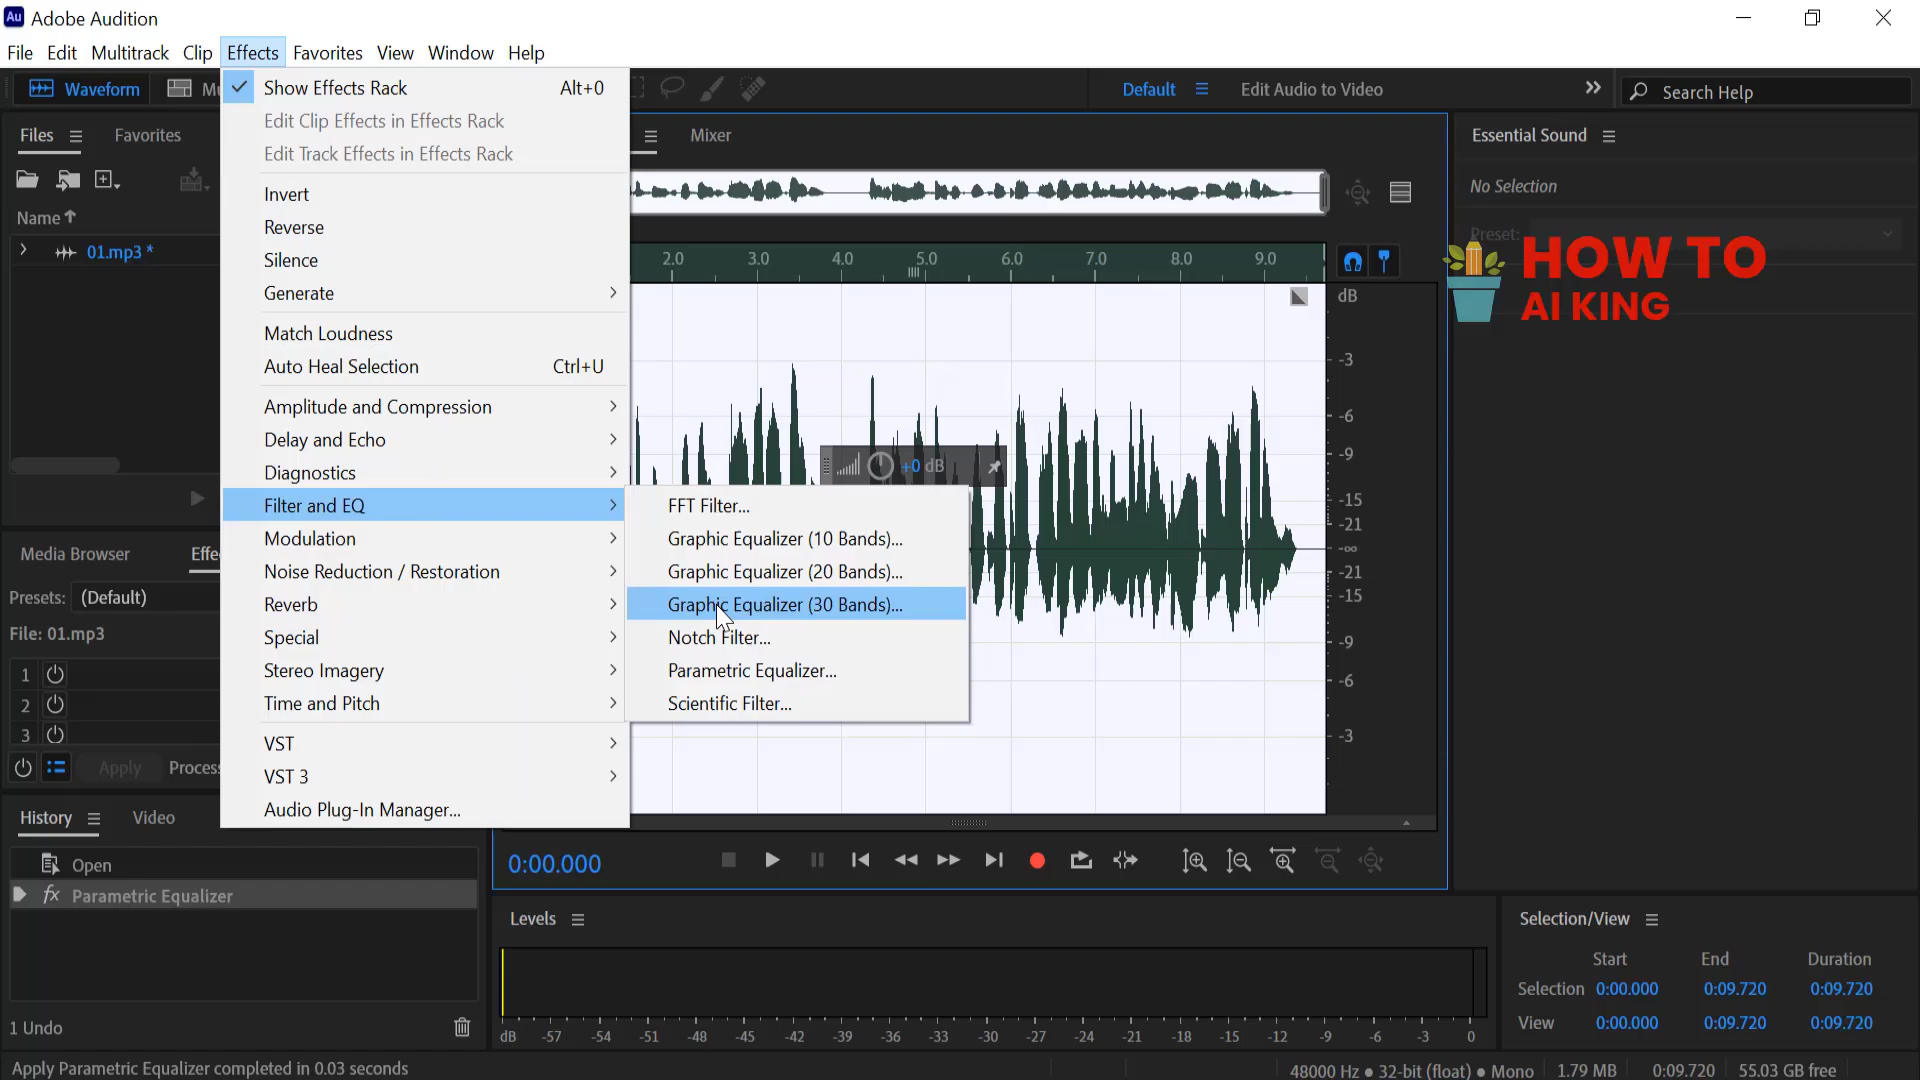 Au Adobe Audition
File Edit Multitrack Clip Effects Favorites View Window Help
Waveform Mu Default Edit Audio to Video Search Help
Show Effects Rack Alt+0
Edit Clip Effects in Effects Rack
Edit Track Effects in Effects Rack
Invert
Reverse
Silence
Generate
Match Loudness
Auto Heal Selection Ctrl+U
Amplitude and Compression
Delay and Echo
Diagnostics
Filter and EQ
Modulation
Noise Reduction / Restoration
Reverb
Special
Stereo Imagery
Time and Pitch
VST
VST 3
Audio Plug-In Manager...
FFT Filter...
Graphic Equalizer (10 Bands)...
Graphic Equalizer (20 Bands)...
Graphic Equalizer (30 Bands)...
Notch Filter...
Parametric Equalizer...
Scientific Filter...
Files Favorites
Name
01.mp3 *
Media Browser Effe
Presets: (Default)
File: 01.mp3
1
2
3
Apply Process
History Video
Open
fx Parametric Equalizer
1 Undo
Mixer
2.0 3.0 4.0 5.0 6.0 7.0 8.0 9.0
dB
-3
-6
-9
-15
-21
-∞
-21
-15
-9
-6
-3
+0 dB
0:00.000
Levels
dB -57 -54 -51 -48 -45 -42 -39 -36 -33 -30 -27 -24 -21 -18 -15 -12 -9 -6 -3 0
Essential Sound
No Selection
Preset:
HOW TO
AI KING
Selection/View
Start End Duration
Selection 0:00.000 0:09.720 0:09.720
View 0:00.000 0:09.720 0:09.720
Apply Parametric Equalizer completed in 0.03 seconds
48000 Hz ● 32-bit (float) ● Mono 1.79 MB 0:09.720 55.03 GB free